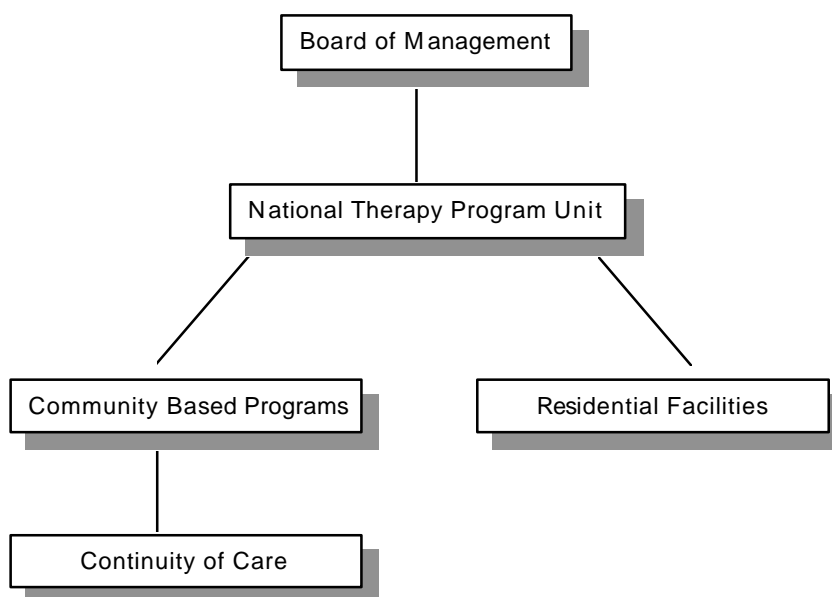 Board of Management
National Therapy Program Unit
Community Based Programs
Residential Facilities
Continuity of Care